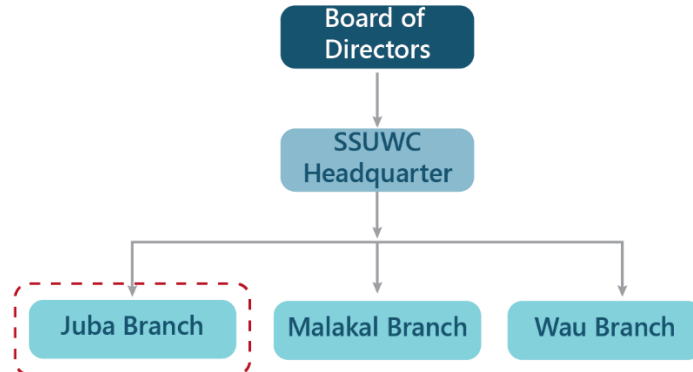 Board of
Directors
SSUWC
Headquarter
Juba Branch
Malakal Branch
Wau Branch